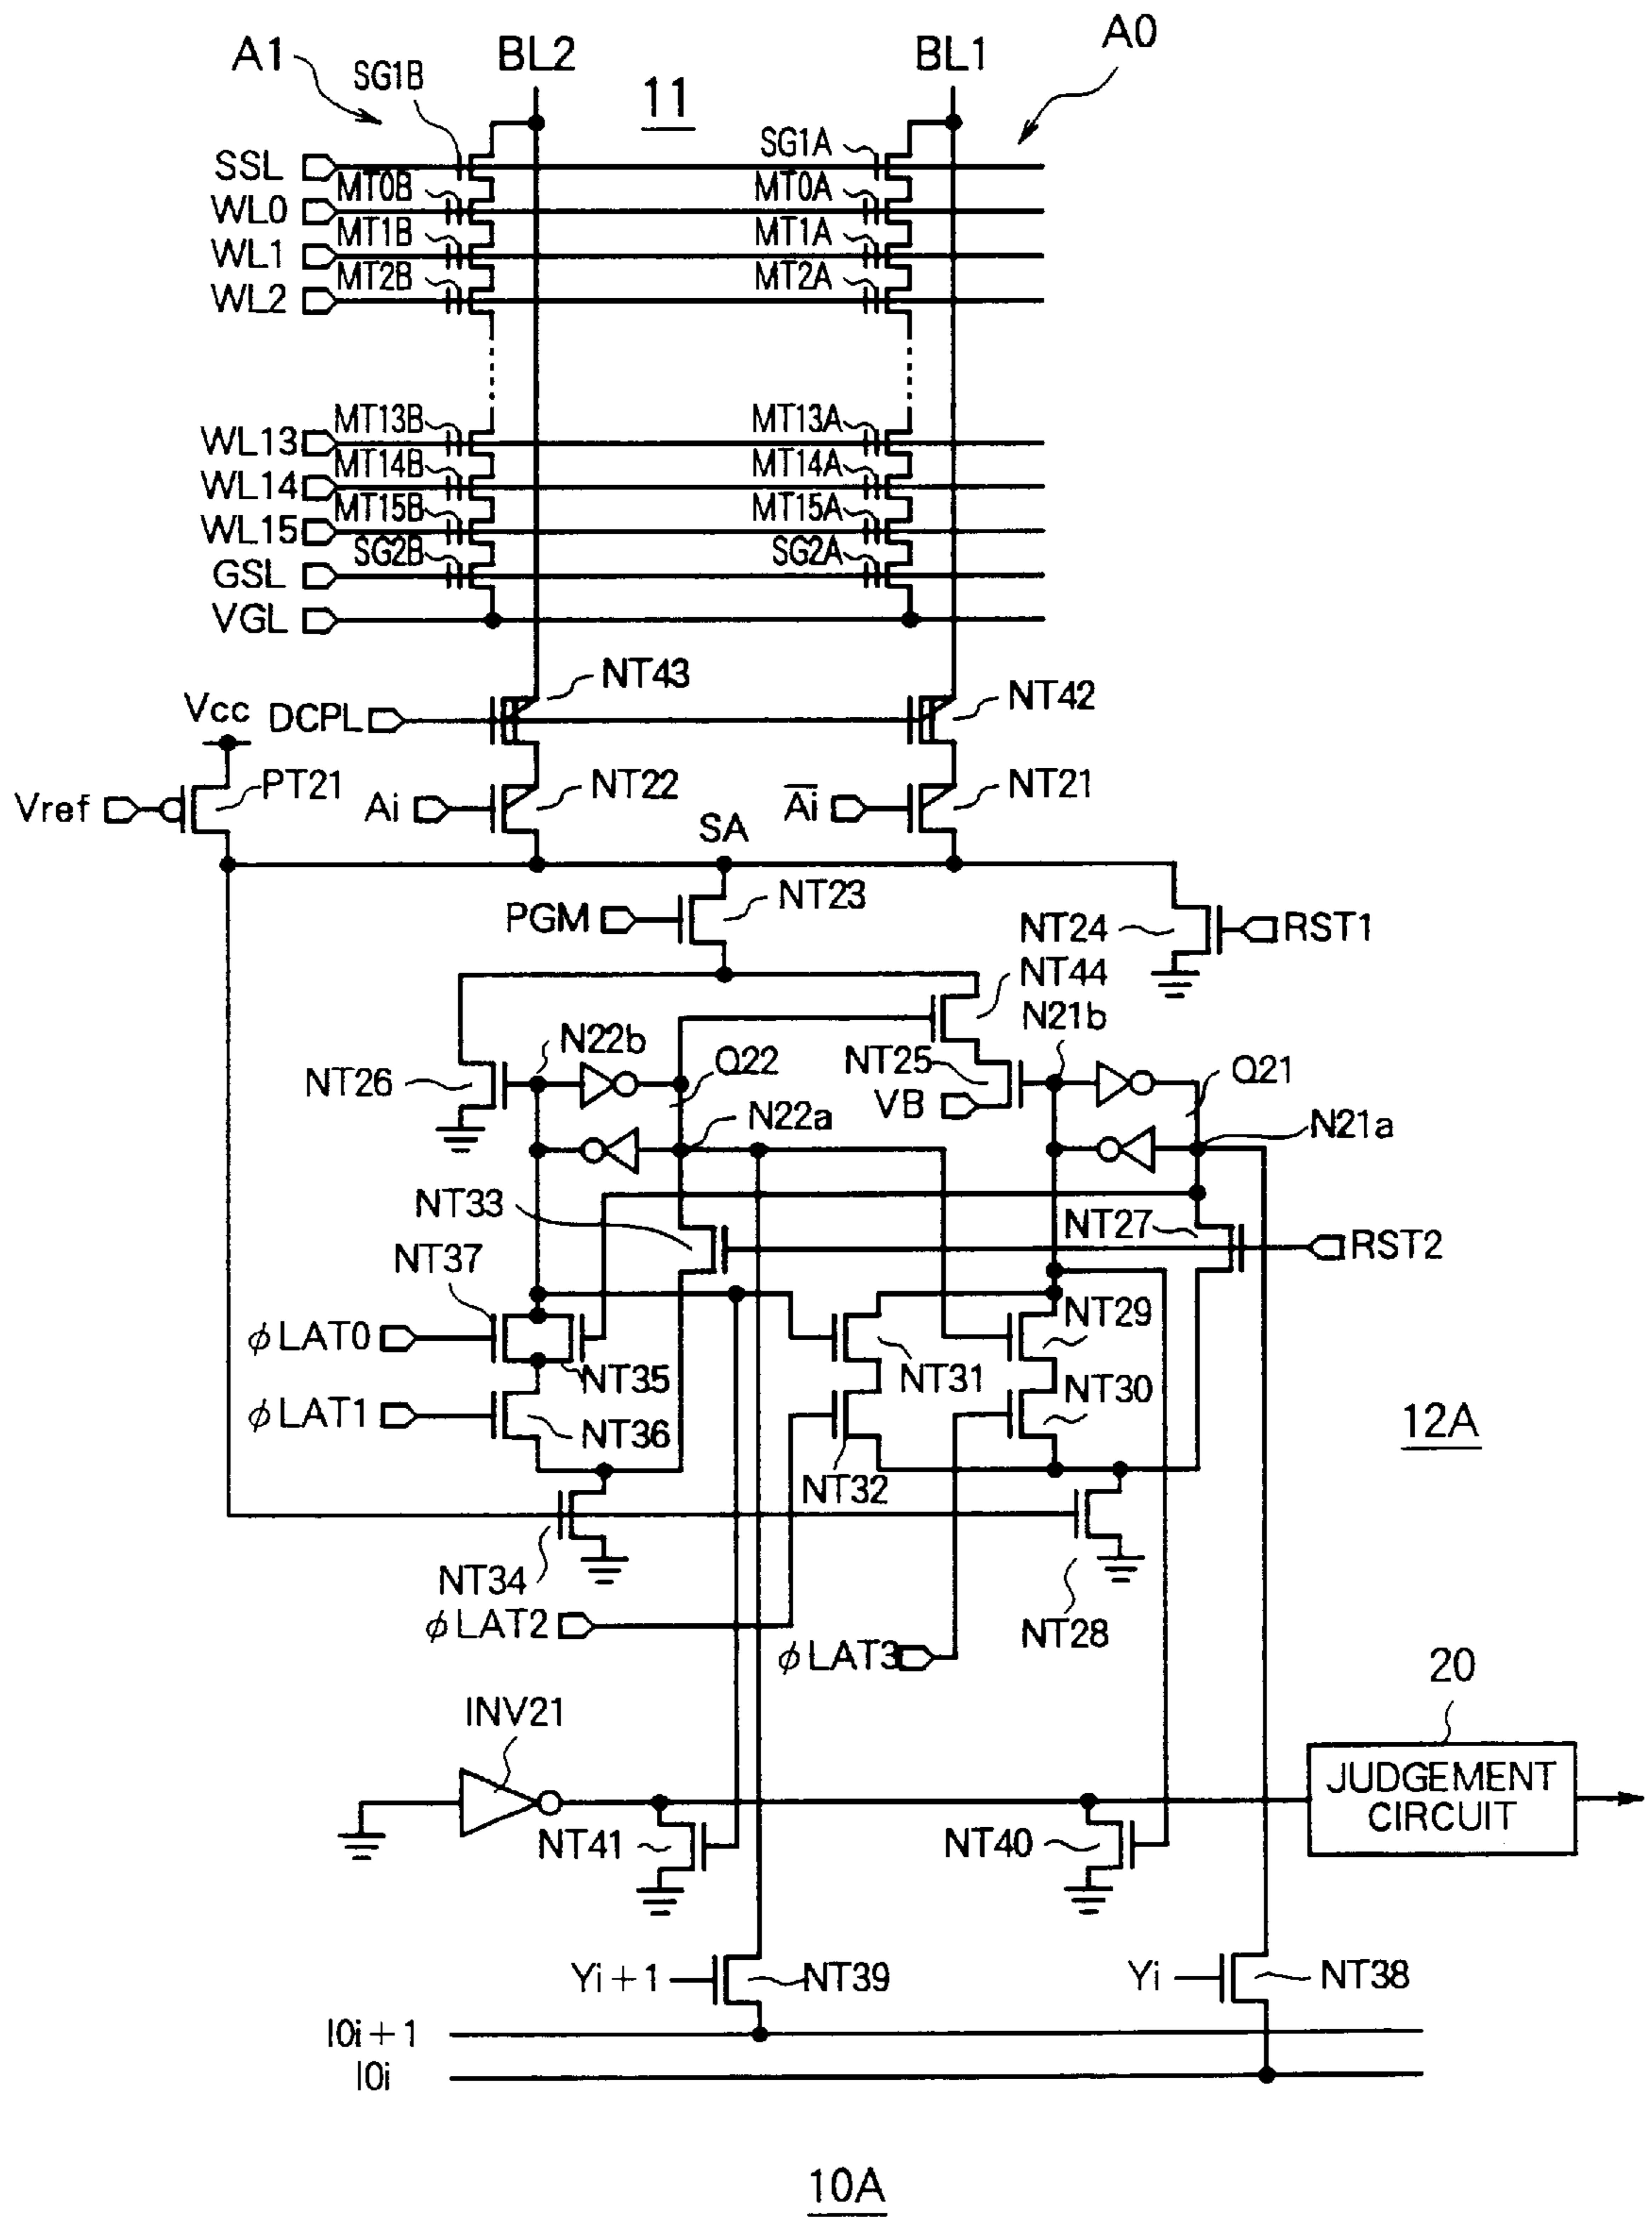 A1
BL2
BL1
A0
SG1B
11
SSL
SG1A
MT0B
MT0A
WL0
MT1B
MT1A
WL1
MT2B
MT2A
WL2
MT13B
MT13A
WL13
MT14B
MT14A
WL14
MT15B
MT15A
WL15
SG2B
SG2A
GSL
VGL
NT43
NT42
Vcc
DCPL
PT21
NT22
NT21
Vref
Ai
A̅i̅
SA
NT23
PGM
NT24
RST1
NT44
N21b
N22b
NT25
Q22
Q21
NT26
VB
N22a
N21a
NT33
NT27
RST2
NT37
NT29
φLAT0
NT35
NT31
NT30
φLAT1
NT36
12A
NT32
NT34
φLAT2
NT28
φLAT3
20
INV21
JUDGEMENT
CIRCUIT
NT41
NT40
Yi+1
NT39
Yi
NT38
I0i+1
I0i
10A